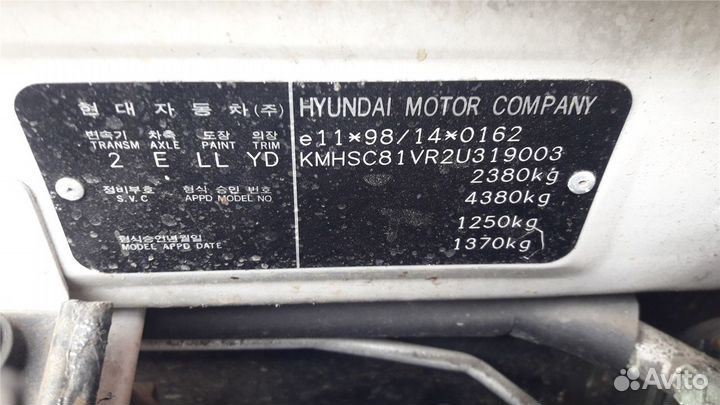 현대자동차(주)
변속기 차축 도장 의장
TRANSM AXLE PAINT TRIM
2 E LL YD
정비부호 형식 승인 번호
S.V.C APPD MODEL NO
형식승인년월일
MODEL APPD DATE
HYUNDAI MOTOR COMPANY
e11*98/14*0162
KMHSC81VR2U319003
2380kg
4380kg
1250kg
1370kg
Avito